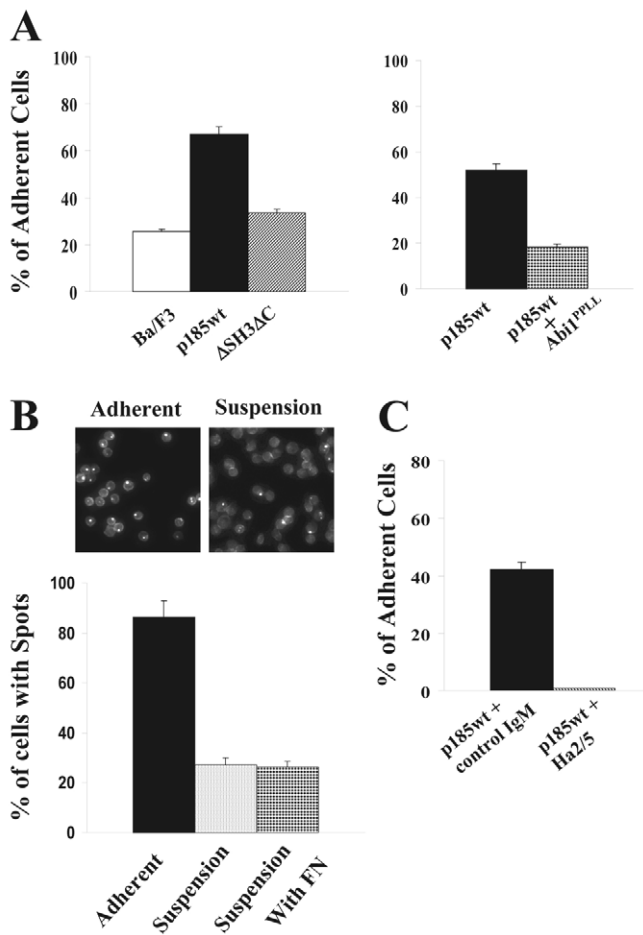 A
% of Adherent Cells
100
80
60
40
20
0
Ba/F3
p185wt
ΔSH3ΔC
100
80
60
40
20
0
p185wt
p185wt
+
Abi1PPLL
B
Adherent
Suspension
% of cells with Spots
100
80
60
40
20
0
Adherent
Suspension
Suspension
With FN
C
% of Adherent Cells
80
60
40
20
0
p185wt +
control IgM
p185wt +
Ha2/5